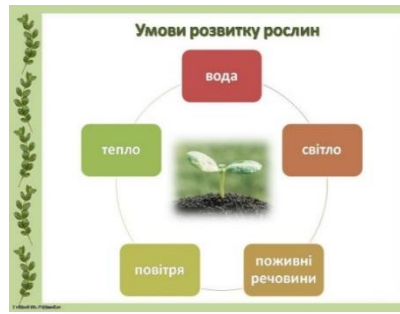 Умови розвитку рослин
вода
тепло
світло
повітря
поживні
речовини